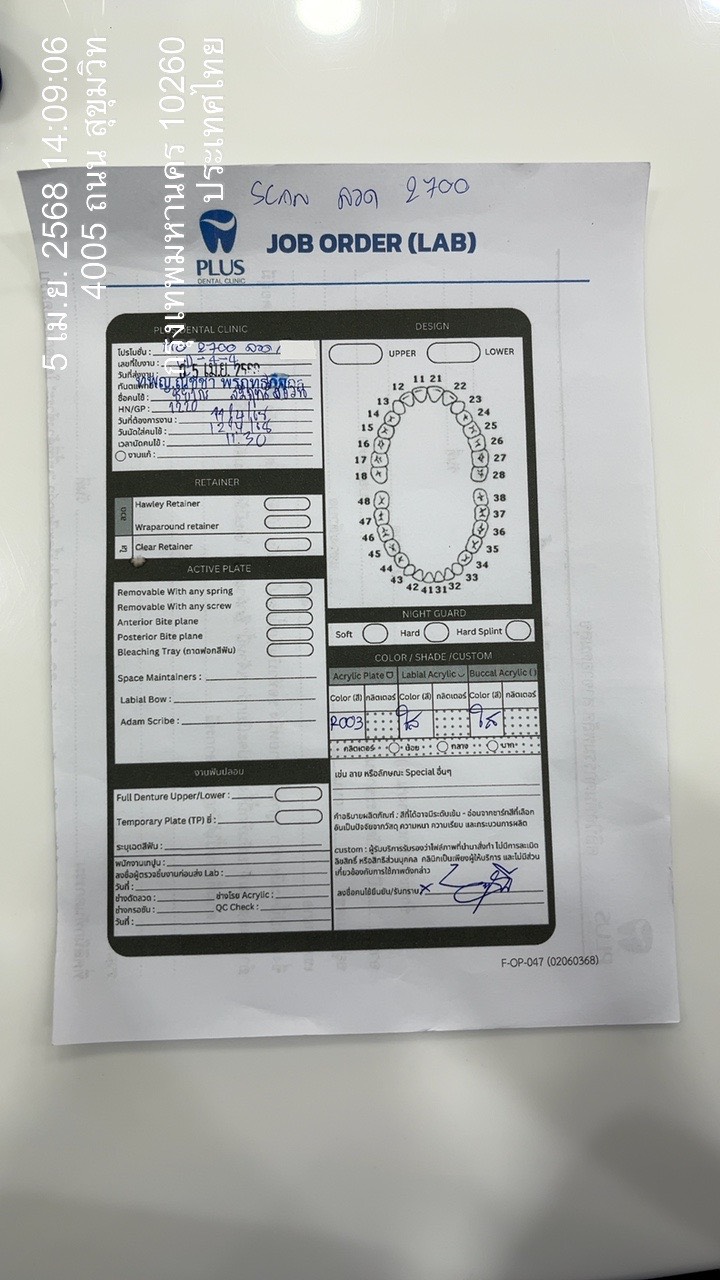 5 เม.ย. 2568 14:09:06
4005 ถนน สุขุมวิท
กรุงเทพมหานคร 10260
ประเทศไทย
SCAN ลวด 2700
PLUS
DENTAL CLINIC
JOB ORDER (LAB)
PLUS DENTAL CLINIC
โปรโมชั่น : 2700 ลวด
เลขที่ใบงาน :
วันที่ส่งงาน : 5 เม.ย. 2568
ทันตแพทย์ : ทพญ.ณัชชา
ชื่อคนไข้ :
HN/GP : 1220
วันที่ต้องการงาน : 11/4/68
วันนัดใส่คนไข้ : 12/4/68
เวลานัดคนไข้ : 11.30
งานแก้ :
RETAINER
ลวด
Hawley Retainer
Wraparound retainer
ใส
Clear Retainer
ACTIVE PLATE
Removable With any spring
Removable With any screw
Anterior Bite plane
Posterior Bite plane
Bleaching Tray (ถาดฟอกสีฟัน)
Space Maintainers :
Labial Bow :
Adam Scribe :
งานฟันปลอม
Full Denture Upper/Lower :
Temporary Plate (TP) ซี่ :
ระบุเฉดสีฟัน :
พนักงานเทปูน :
ลงชื่อผู้ตรวจชิ้นงานก่อนส่ง Lab :
วันที่ :
ช่างดัดลวด : ช่างโรย Acrylic :
ช่างกรอขัด : QC Check :
วันที่ :
DESIGN
UPPER LOWER
11 21
12 22
13 23
14 24
15 25
16 26
17 27
18 28
48 38
47 37
46 36
45 35
44 34
43 33
42 41 31 32
NIGHT GUARD
Soft Hard Hard Splint
COLOR / SHADE /CUSTOM
Acrylic Plate Labial Acrylic Buccal Acrylic ( )
Color (สี) กลิตเตอร์ Color (สี) กลิตเตอร์ Color (สี) กลิตเตอร์
R003 ใส ใส
กลิตเตอร์ น้อย กลาง มาก
เช่น ลาย หรือลักษณะ Special อื่นๆ
คำอธิบายผลิตภัณฑ์ : สีที่ได้อาจมีระดับเข้ม - อ่อนจากชาร์ทสีที่เลือก
อันเป็นปัจจัยจากวัสดุ ความหนา ความเรียบ และกระบวนการผลิต
custom : ผู้รับบริการรับรองว่าไฟล์ภาพที่นำมาสั่งทำ ไม่มีการละเมิด
ลิขสิทธิ์ หรือสิทธิส่วนบุคคล คลินิกเป็นเพียงผู้ให้บริการ และไม่มีส่วน
เกี่ยวข้องกับการใช้ภาพดังกล่าว
ลงชื่อคนไข้ยืนยัน/รับทราบ X
F-OP-047 (02060368)